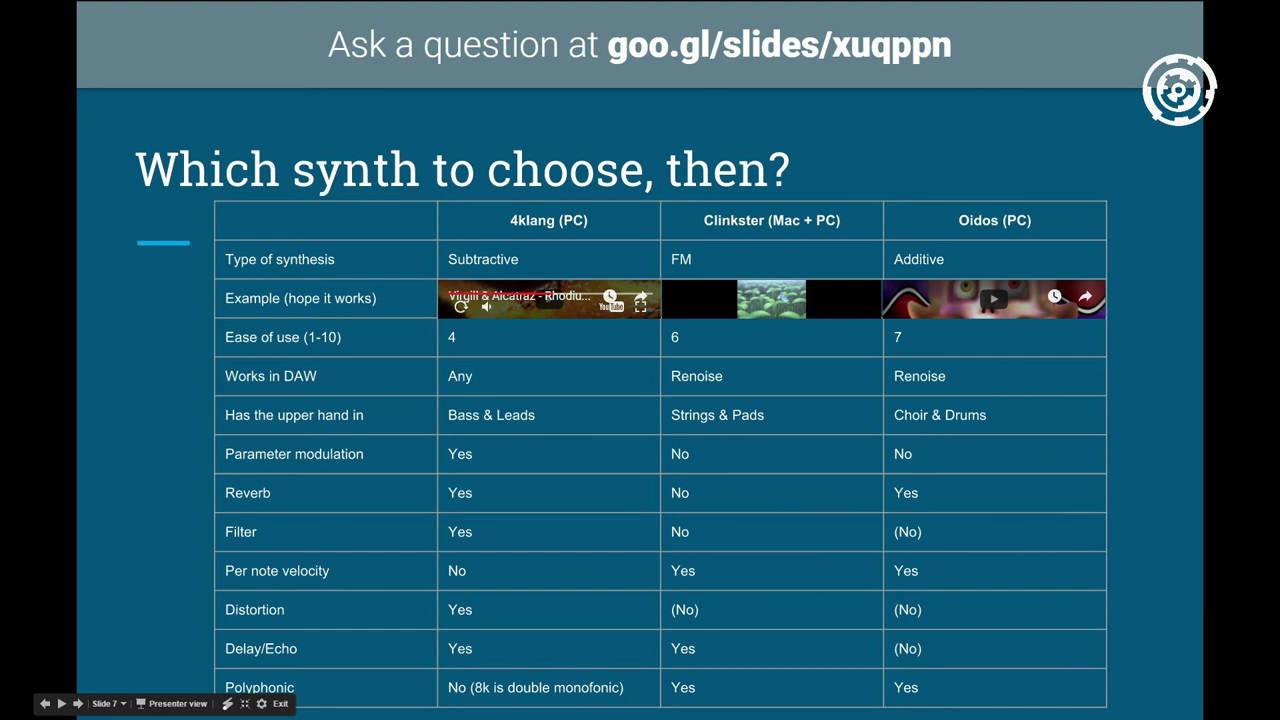 Ask a question at goo.gl/slides/xuqppn
Which synth to choose, then?
4klang (PC) Clinkster (Mac + PC) Oidos (PC)
Type of synthesis Subtractive FM Additive
Example (hope it works) Virgill & Alcatraz - Rhodiu... YouTube
Ease of use (1-10) 4 6 7
Works in DAW Any Renoise Renoise
Has the upper hand in Bass & Leads Strings & Pads Choir & Drums
Parameter modulation Yes No No
Reverb Yes No Yes
Filter Yes No (No)
Per note velocity No Yes Yes
Distortion Yes (No) (No)
Delay/Echo Yes Yes (No)
Polyphonic No (8k is double monofonic) Yes Yes
Slide 7 Presenter view Exit